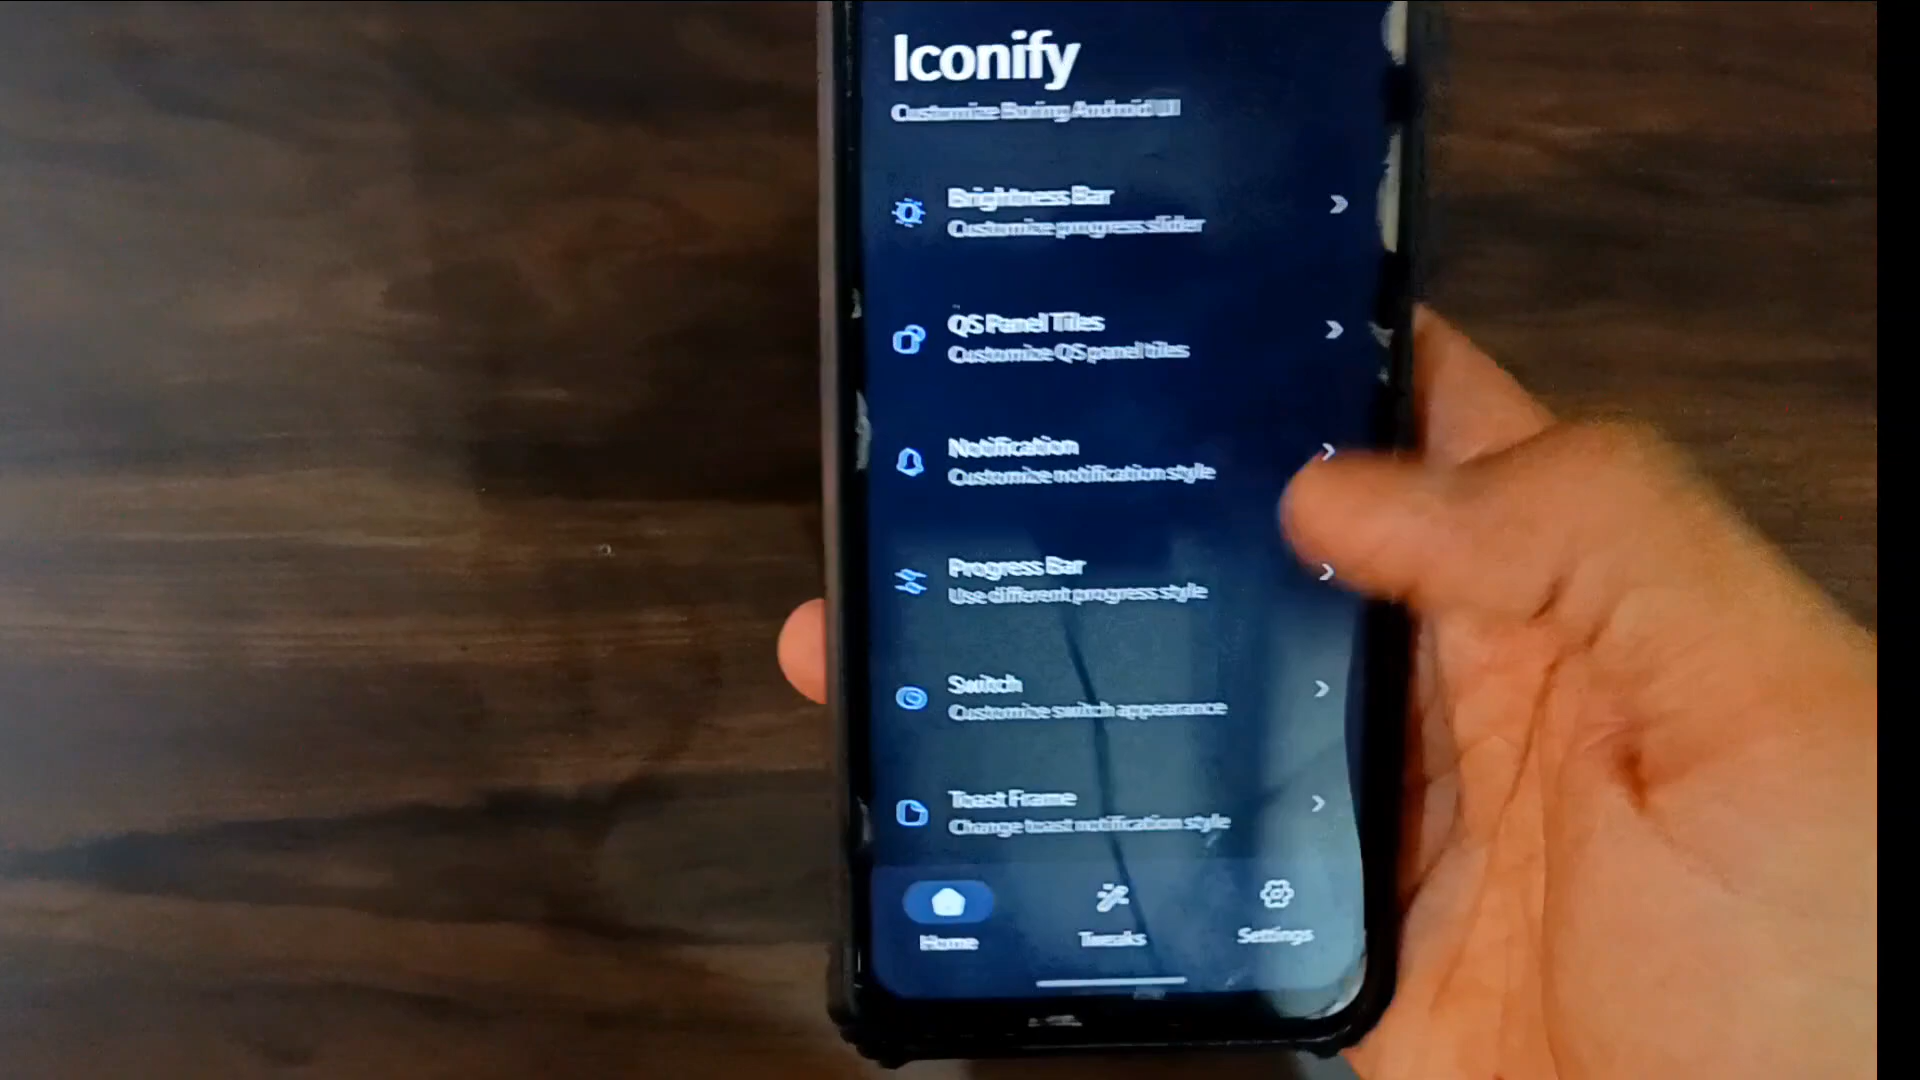 Iconify
Customize Boring Android UI
Brightness Bar
Customize progress slider
QS Panel Tiles
Customize QS panel tiles
Notification
Customize notification style
Progress Bar
Use different progress style
Switch
Customize switch appearance
Toast Frame
Change toast notification style
Home
Tweaks
Settings